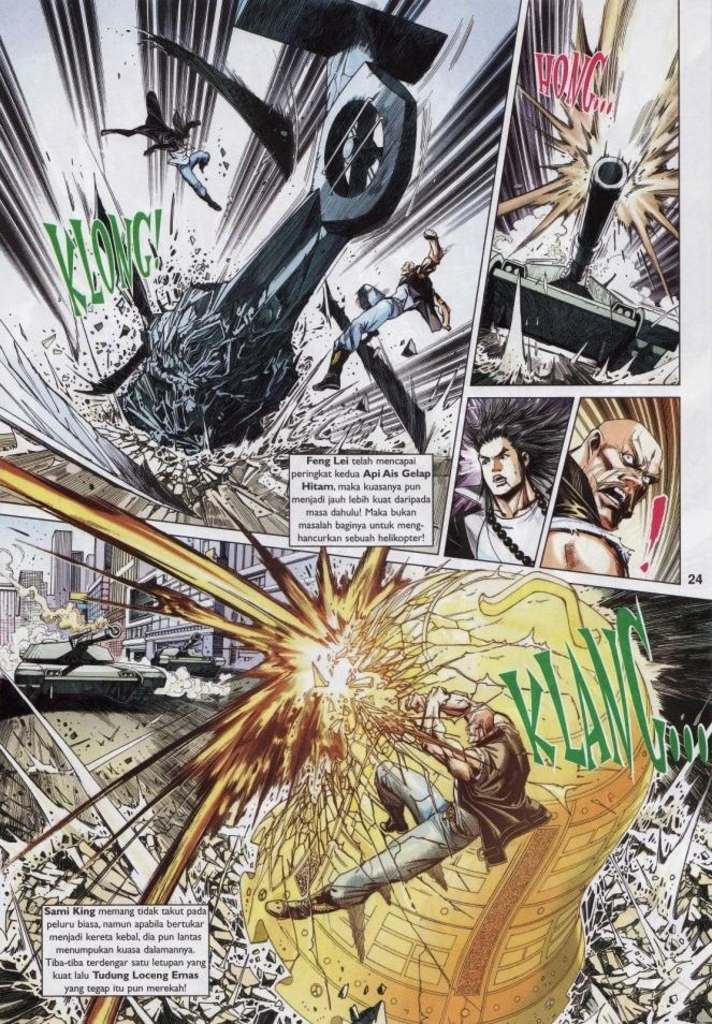 KLONG!
HONG...
Feng Lei telah mencapai
peringkat kedua Api Ais Gelap
Hitam, maka kuasanya pun
menjadi jauh lebih kuat daripada
masa dahulu! Maka bukan
masalah baginya untuk meng-
hancurkan sebuah helikopter!
!
24
KLANG....
Sami King memang tidak takut pada
peluru biasa, namun apabila bertukar
menjadi kereta kebal, dia pun lantas
menumpukan kuasa dalamannya.
Tiba-tiba terdengar satu letupan yang
kuat lalu Tudung Loceng Emas
yang tegap itu pun merekah!